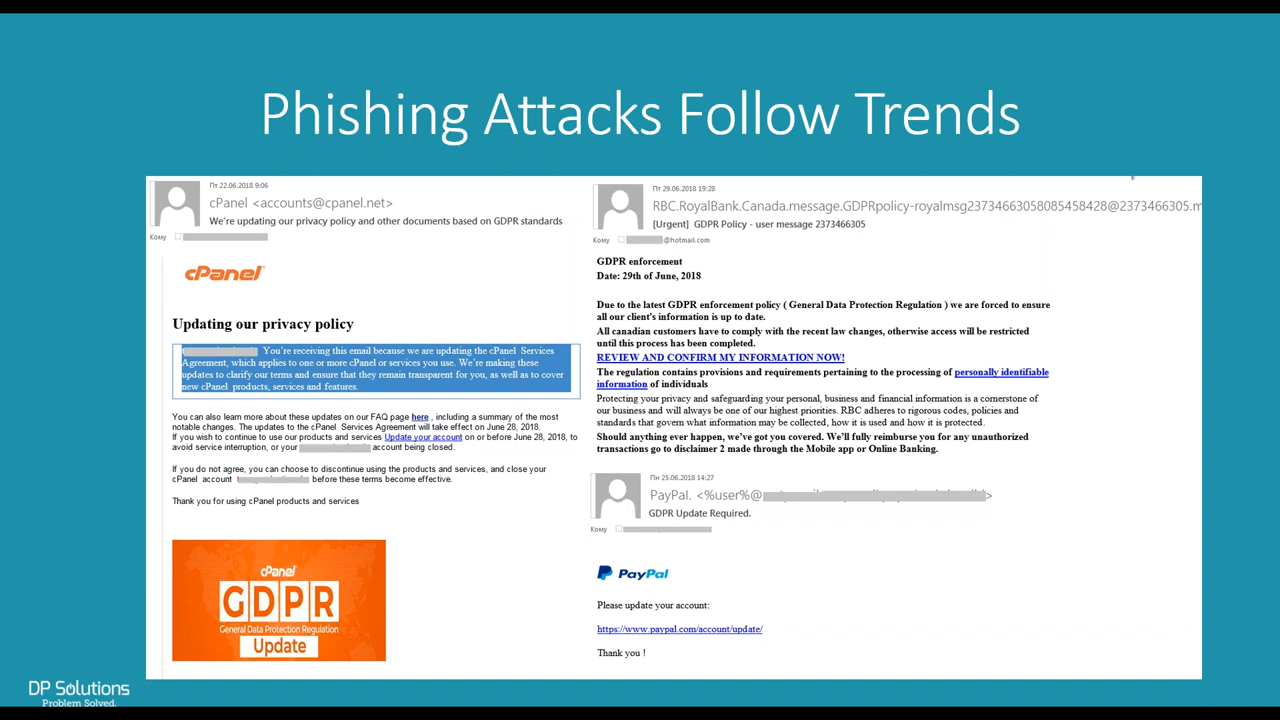 Phishing Attacks Follow Trends
Пт 22.06.2018 9:06
cPanel <accounts@cpanel.net>
We're updating our privacy policy and other documents based on GDPR standards
Кому
cPanel
Updating our privacy policy
You're receiving this email because we are updating the cPanel Services
Agreement, which applies to one or more cPanel or services you use. We're making these
updates to clarify our terms and ensure that they remain transparent for you, as well as to cover
new cPanel products, services and features.
You can also learn more about these updates on our FAQ page here , including a summary of the most
notable changes. The updates to the cPanel Services Agreement will take effect on June 28, 2018.
If you wish to continue to use our products and services Update your account on or before June 28, 2018, to
avoid service interruption, or your account being closed.
If you do not agree, you can choose to discontinue using the products and services, and close your
cPanel account before these terms become effective.
Thank you for using cPanel products and services
cPanel
GDPR
General Data Protection Regulation
Update
Пт 29.06.2018 19:28
RBC.RoyalBank.Canada.message.GDPRpolicy-royalmsg23734663058085458428@2373466305.m
[Urgent] GDPR Policy - user message 2373466305
Кому @hotmail.com
GDPR enforcement
Date: 29th of June, 2018
Due to the latest GDPR enforcement policy ( General Data Protection Regulation ) we are forced to ensure
all our client's information is up to date.
All canadian customers have to comply with the recent law changes, otherwise access will be restricted
until this process has been completed.
REVIEW AND CONFIRM MY INFORMATION NOW!
The regulation contains provisions and requirements pertaining to the processing of personally identifiable
information of individuals
Protecting your privacy and safeguarding your personal, business and financial information is a cornerstone of
our business and will always be one of our highest priorities. RBC adheres to rigorous codes, policies and
standards that govern what information may be collected, how it is used and how it is protected.
Should anything ever happen, we've got you covered. We'll fully reimburse you for any unauthorized
transactions go to disclaimer 2 made through the Mobile app or Online Banking.
Пн 25.06.2018 14:27
PayPal. <%user%@ >
GDPR Update Required.
Кому
PayPal
Please update your account:
https://www.paypal.com/account/update/
Thank you !
DP Solutions
Problem Solved.